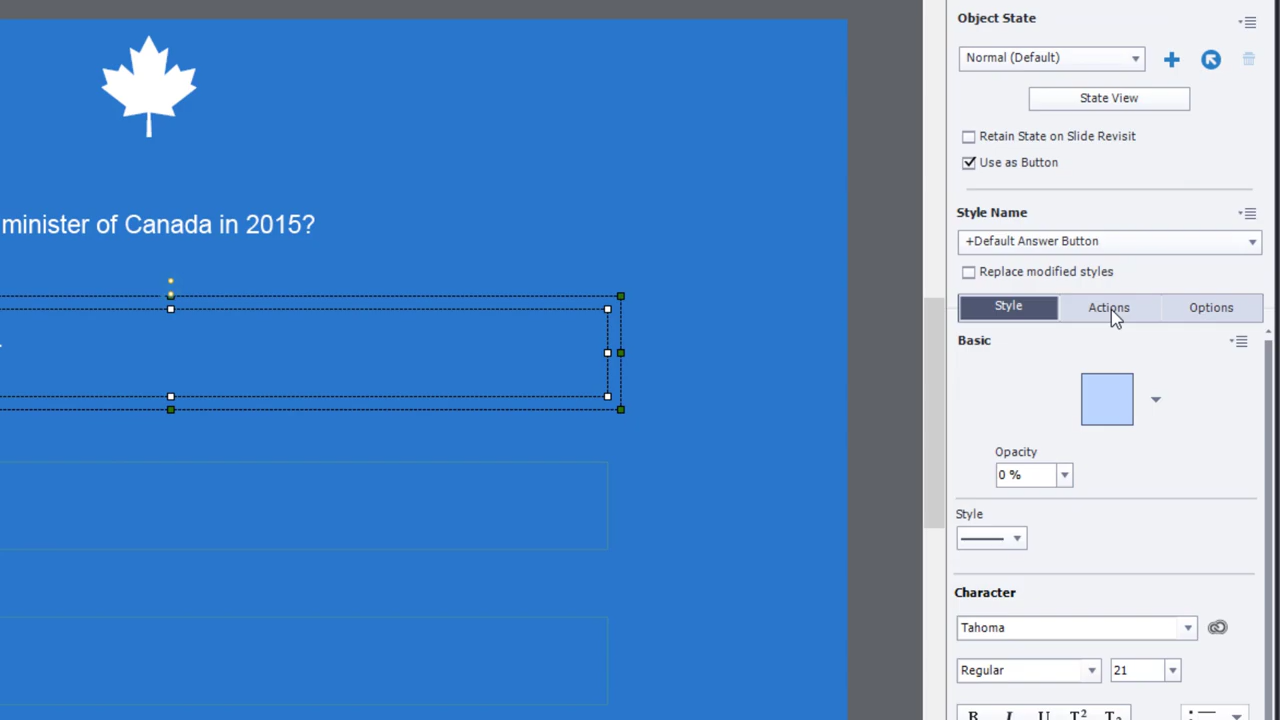 Object State
Normal (Default)
State View
Retain State on Slide Revisit
Use as Button
minister of Canada in 2015?
Style Name
+Default Answer Button
Replace modified styles
Style Actions Options
Basic
Opacity
0 %
Style
Character
Tahoma
Regular 21
B I U T² T₂